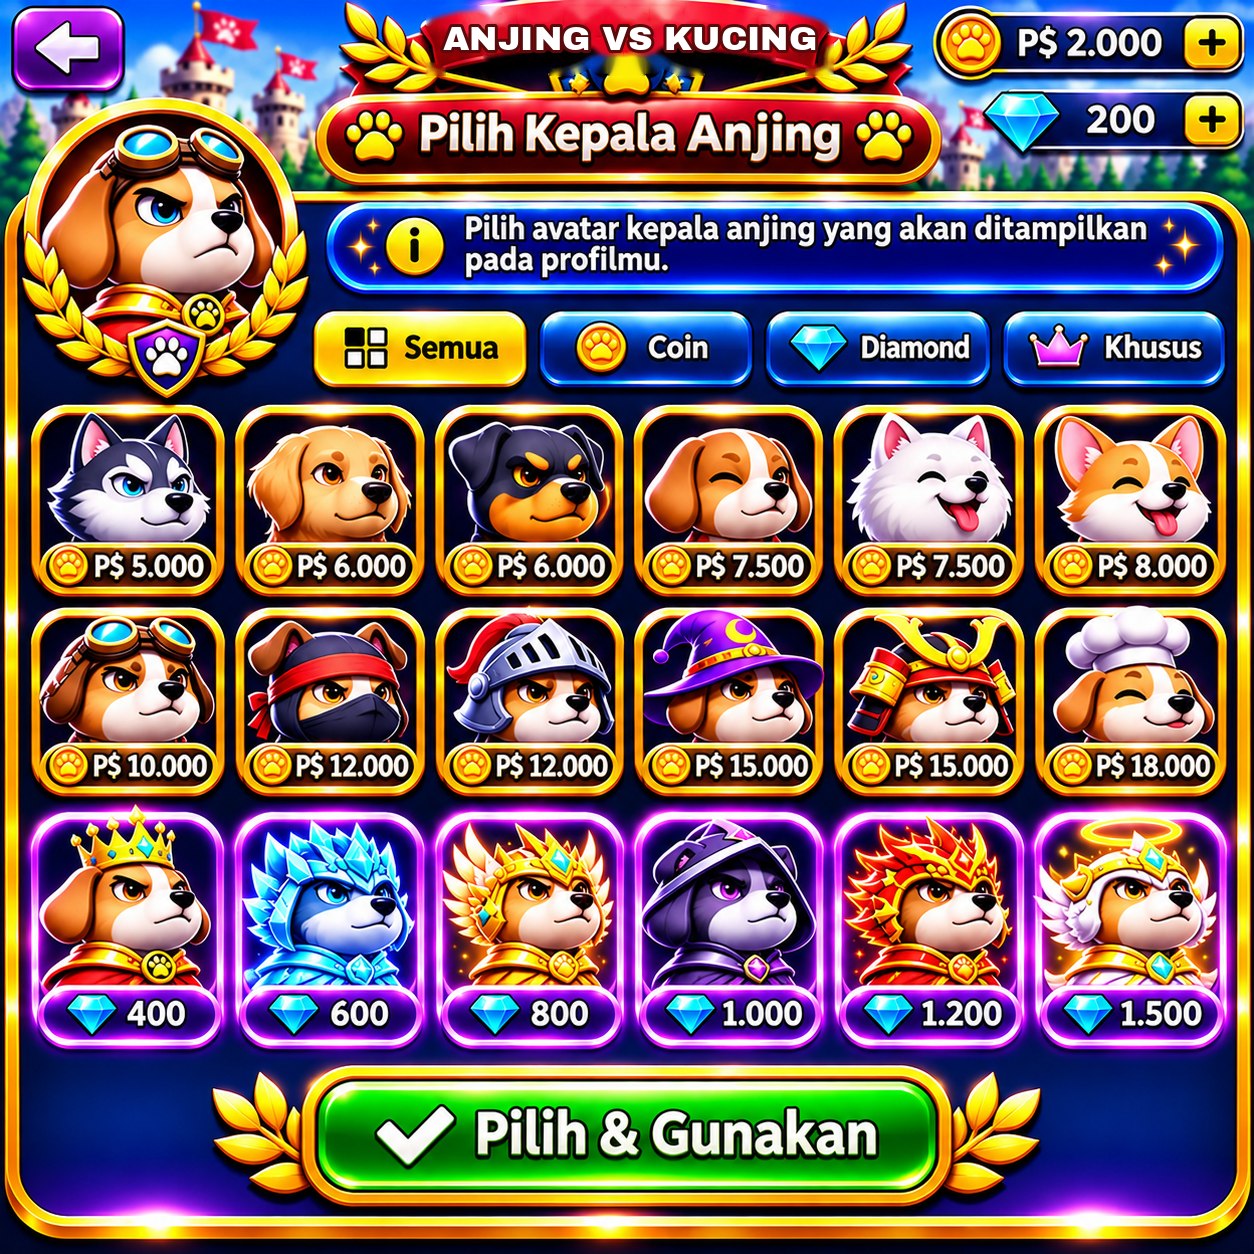 ANJING VS KUCING
P$ 2.000 +
Pilih Kepala Anjing
200 +
Pilih avatar kepala anjing yang akan ditampilkan
pada profilmu.
Semua Coin Diamond Khusus
P$ 5.000 P$ 6.000 P$ 6.000 P$ 7.500 P$ 7.500 P$ 8.000
P$ 10.000 P$ 12.000 P$ 12.000 P$ 15.000 P$ 15.000 P$ 18.000
400 600 800 1.000 1.200 1.500
Pilih & Gunakan